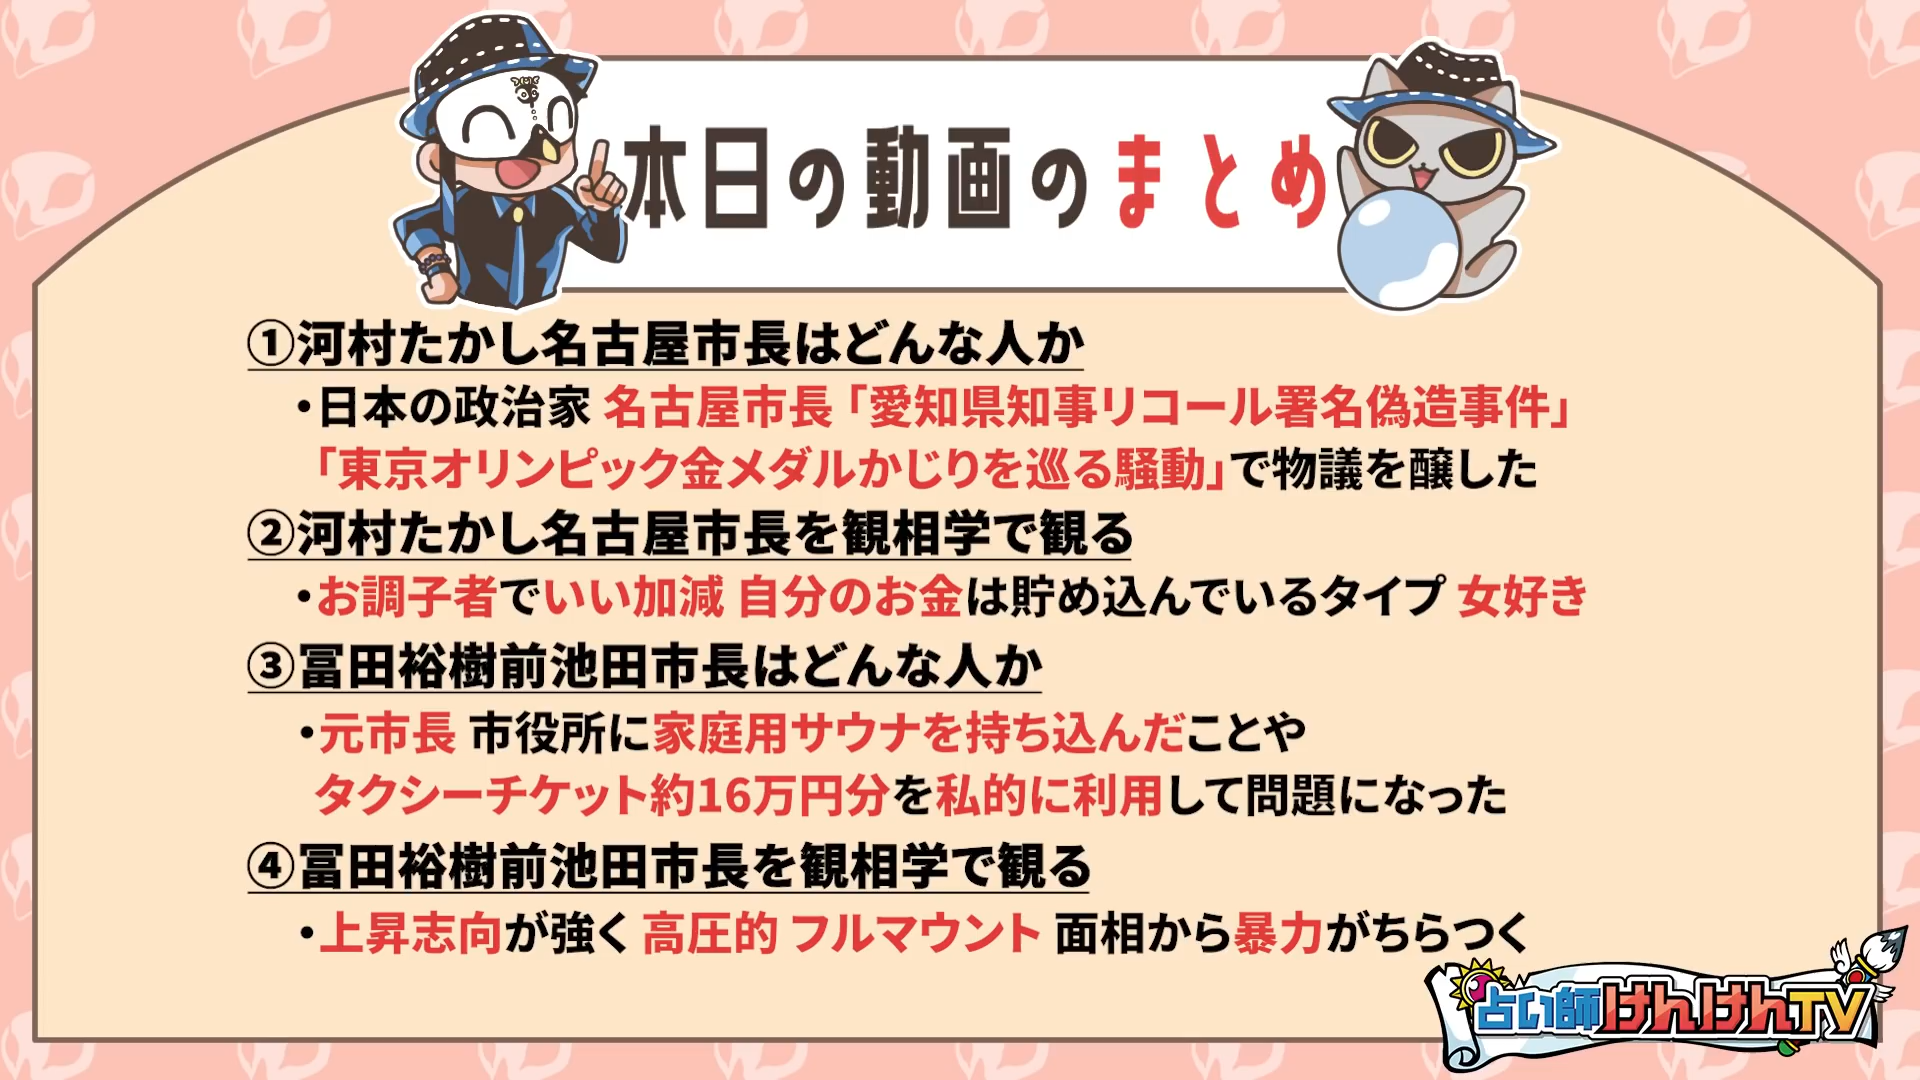 本日の動画のまとめ
①河村たかし名古屋市長はどんな人か
・日本の政治家 名古屋市長「愛知県知事リコール署名偽造事件」
「東京オリンピック金メダルかじりを巡る騒動」で物議を醸した
②河村たかし名古屋市長を観相学で観る
・お調子者でいい加減 自分のお金は貯め込んでいるタイプ 女好き
③冨田裕樹前池田市長はどんな人か
・元市長 市役所に家庭用サウナを持ち込んだことや
タクシーチケット約16万円分を私的に利用して問題になった
④冨田裕樹前池田市長を観相学で観る
・上昇志向が強く 高圧的 フルマウント 面相から暴力がちらつく
占い師けんけんTV